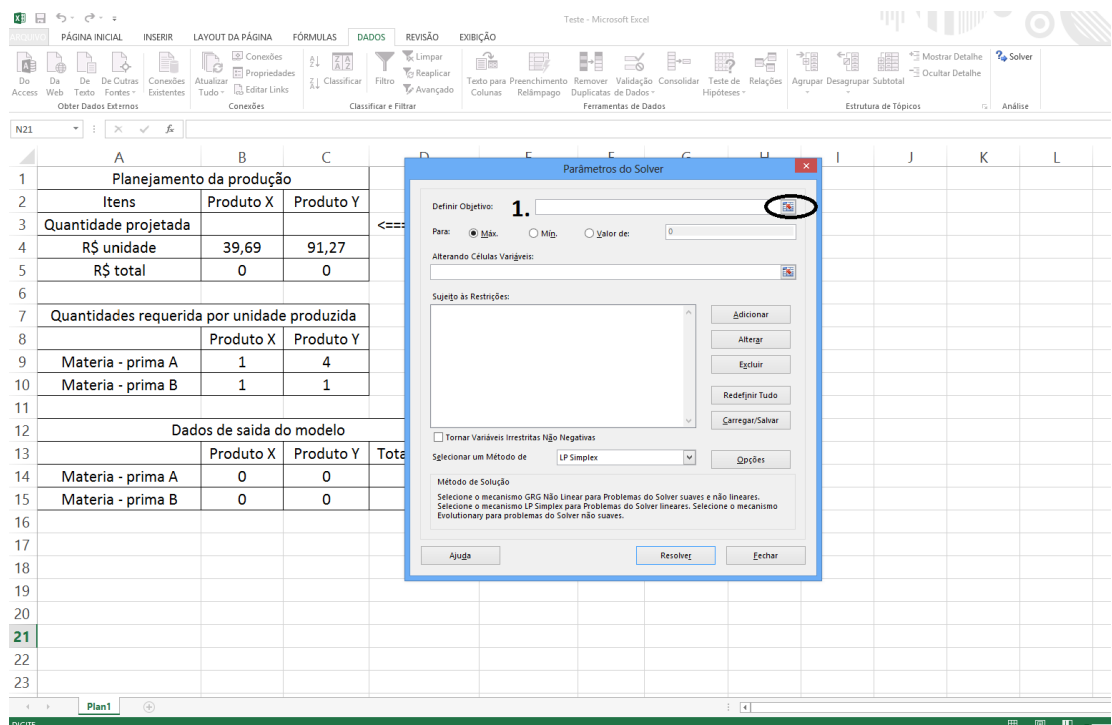 Teste - Microsoft Excel
ARQUIVO PÁGINA INICIAL INSERIR LAYOUT DA PÁGINA FÓRMULAS DADOS REVISÃO EXIBIÇÃO
Do Access
Da Web
Do Texto
De Outras Fontes
Conexões Existentes
Obter Dados Externos
Atualizar Tudo
Conexões
Propriedades
Editar Links
Conexões
Classificar
Filtro
Limpar
Reaplicar
Avançado
Classificar e Filtrar
Texto para Colunas
Preenchimento Relâmpago
Remover Duplicatas
Validação de Dados
Consolidar
Teste de Hipóteses
Relações
Ferramentas de Dados
Agrupar
Desagrupar
Subtotal
Mostrar Detalhe
Ocultar Detalhe
Estrutura de Tópicos
Solver
Análise
N21 fx
A B C D E F G H I J K L
1 Planejamento da produção
2 Itens Produto X Produto Y
3 Quantidade projetada <===
4 R$ unidade 39,69 91,27
5 R$ total 0 0
6
7 Quantidades requerida por unidade produzida
8 Produto X Produto Y
9 Materia - prima A 1 4
10 Materia - prima B 1 1
11
12 Dados de saida do modelo
13 Produto X Produto Y
14 Materia - prima A 0 0
15 Materia - prima B 0 0
16
17
18
19
20
21
22
23
Parâmetros do Solver
Definir Objetivo: 1.
Para: Máx. Mín. Valor de: 0
Alterando Células Variáveis:
Sujeito às Restrições:
Adicionar
Alterar
Excluir
Redefinir Tudo
Carregar/Salvar
Tornar Variáveis Irrestritas Não Negativas
Selecionar um Método de LP Simplex Opções
Método de Solução
Selecione o mecanismo GRG Não Linear para Problemas do Solver suaves e não lineares.
Selecione o mecanismo LP Simplex para Problemas do Solver lineares. Selecione o mecanismo
Evolutionary para problemas do Solver não suaves.
Ajuda Resolver Fechar
Plan1